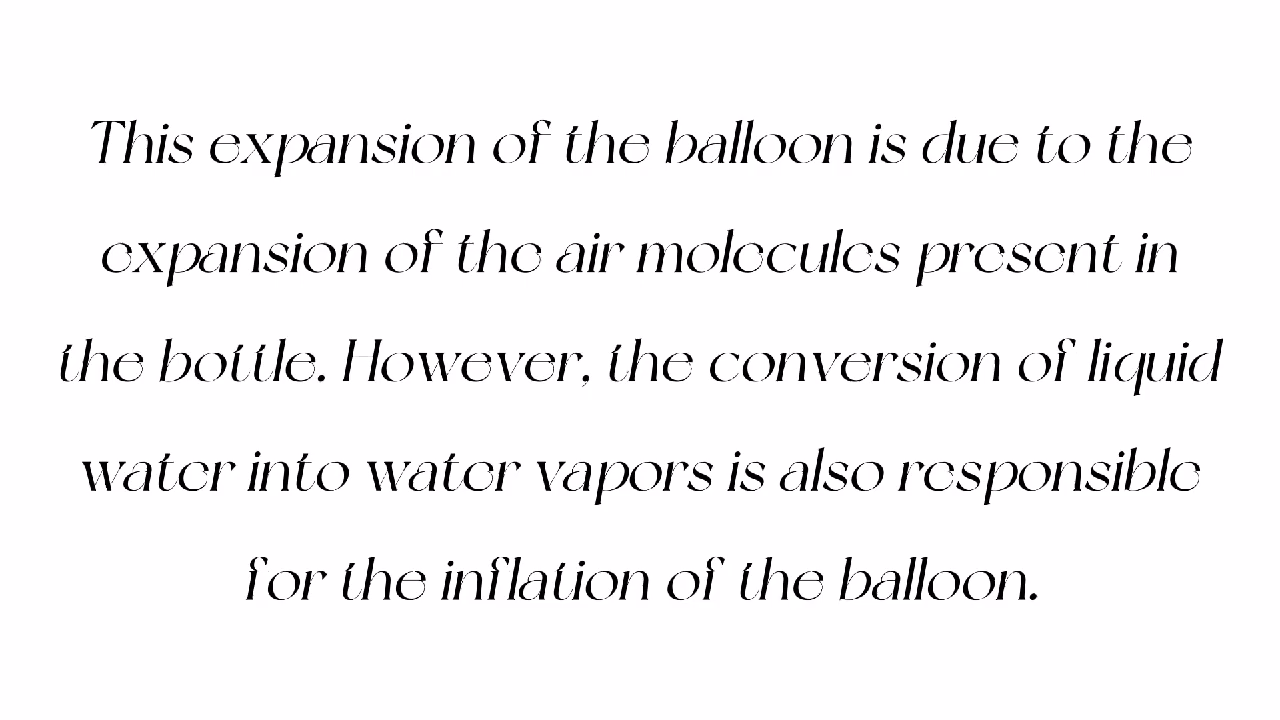 This expansion of the balloon is due to the
expansion of the air molecules present in
the bottle. However, the conversion of liquid
water into water vapors is also responsible
for the inflation of the balloon.